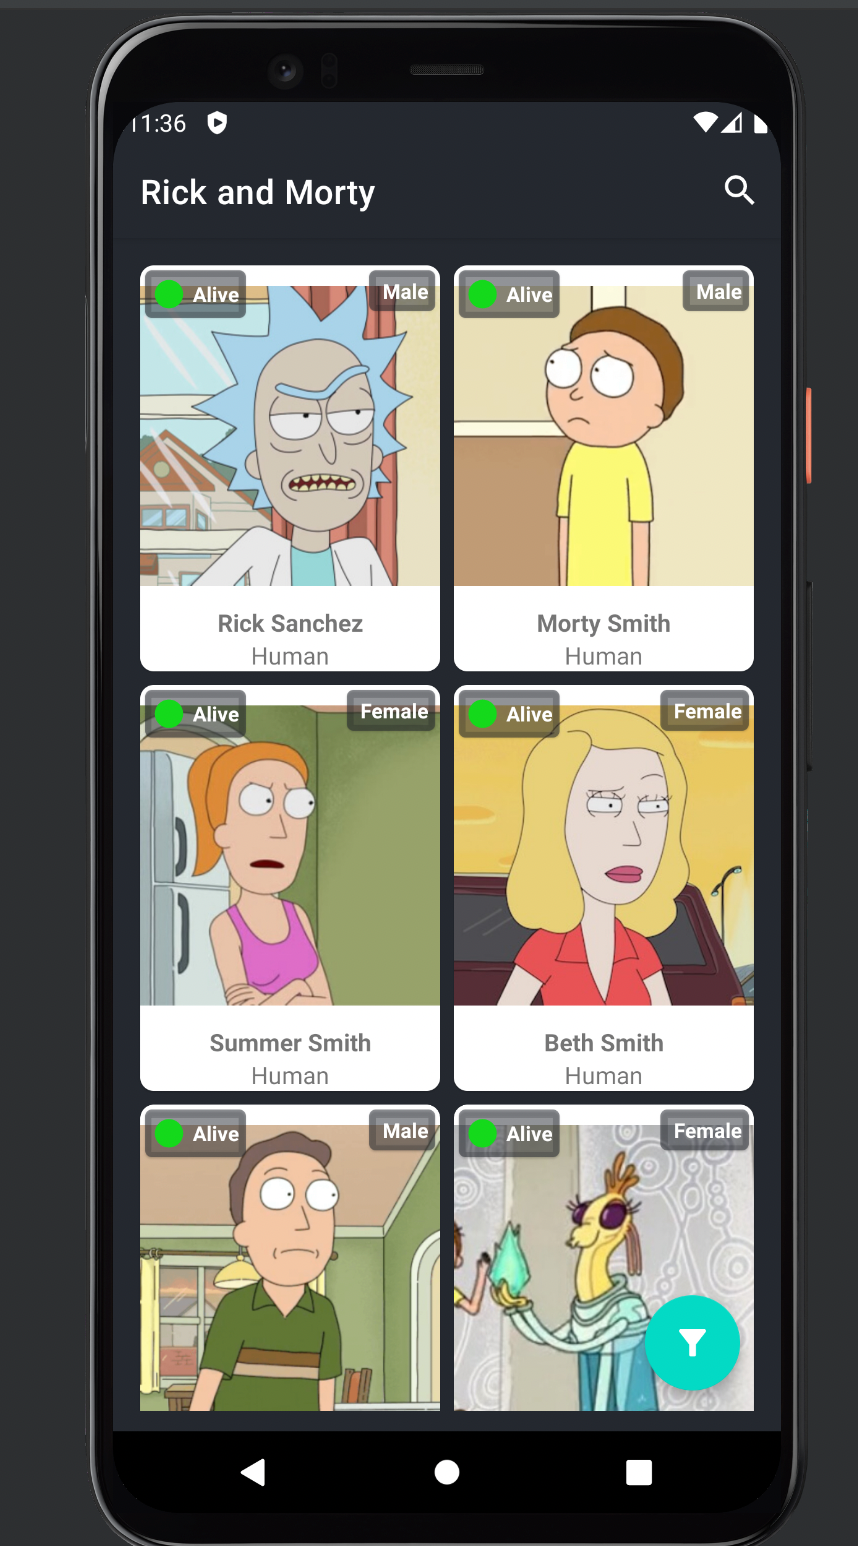 11:36
Rick and Morty
Alive Male
Alive Male
Rick Sanchez
Human
Morty Smith
Human
Alive Female
Alive Female
Summer Smith
Human
Beth Smith
Human
Alive Male
Alive Female